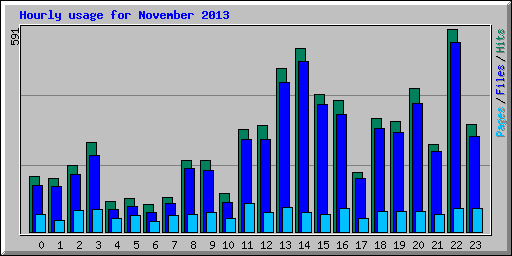 Hourly usage for November 2013
591
Pages/Files/Hits
0 1 2 3 4 5 6 7 8 9 10 11 12 13 14 15 16 17 18 19 20 21 22 23